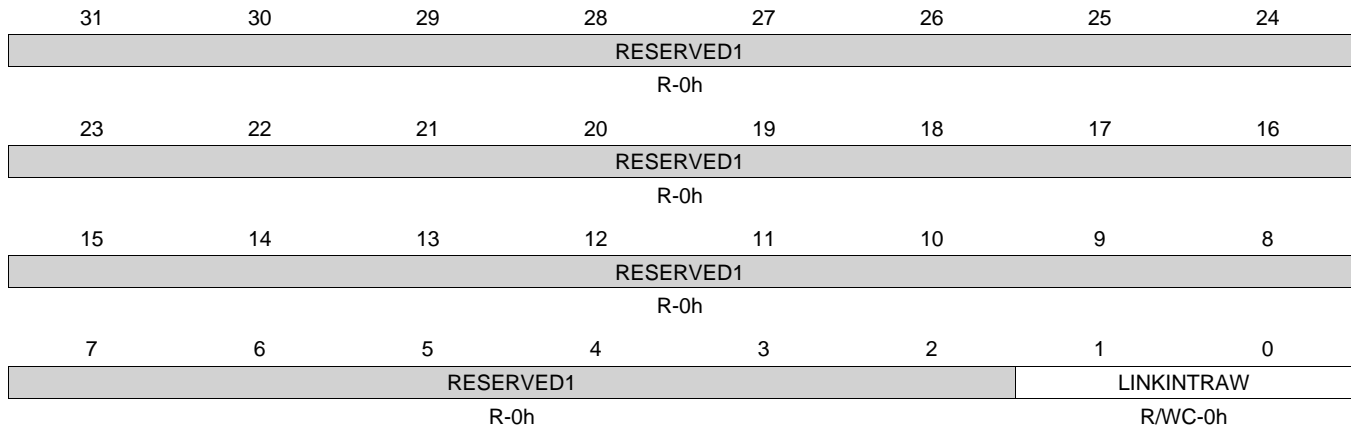 31 30 29 28 27 26 25 24
RESERVED1
R-0h
23 22 21 20 19 18 17 16
RESERVED1
R-0h
15 14 13 12 11 10 9 8
RESERVED1
R-0h
7 6 5 4 3 2 1 0
RESERVED1 LINKINTRAW
R-0h R/WC-0h